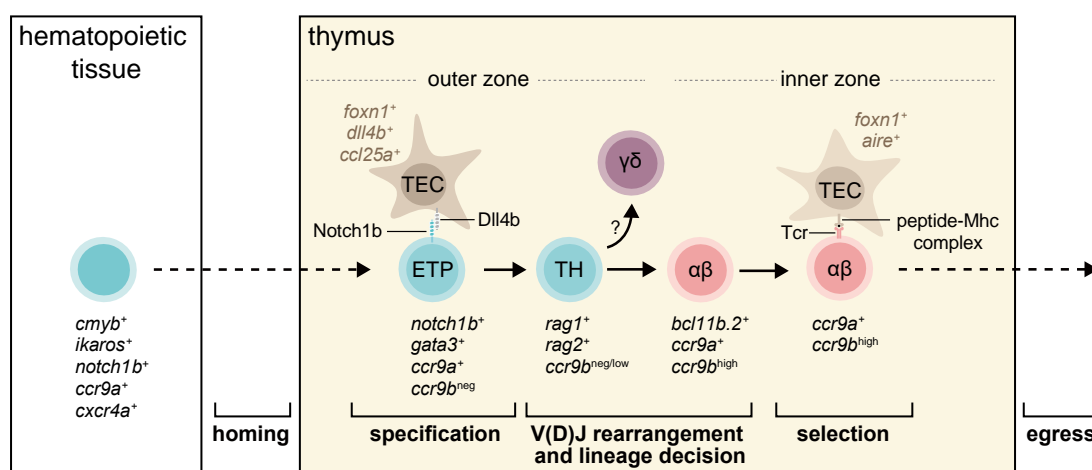 hematopoietic
tissue
thymus
outer zone
inner zone
foxn1⁺
dll4b⁺
ccl25a⁺
foxn1⁺
aire⁺
γδ
TEC
TEC
Notch1b
Dll4b
?
Tcr
peptide-Mhc
complex
ETP
TH
αβ
αβ
cmyb⁺
ikaros⁺
notch1b⁺
ccr9a⁺
cxcr4a⁺
notch1b⁺
gata3⁺
ccr9a⁺
ccr9bⁿᵉᵍ
rag1⁺
rag2⁺
ccr9bⁿᵉᵍ/ˡᵒʷ
bcl11b.2⁺
ccr9a⁺
ccr9bʰⁱᵍʰ
ccr9a⁺
ccr9bʰⁱᵍʰ
homing
specification
V(D)J rearrangement
and lineage decision
selection
egress